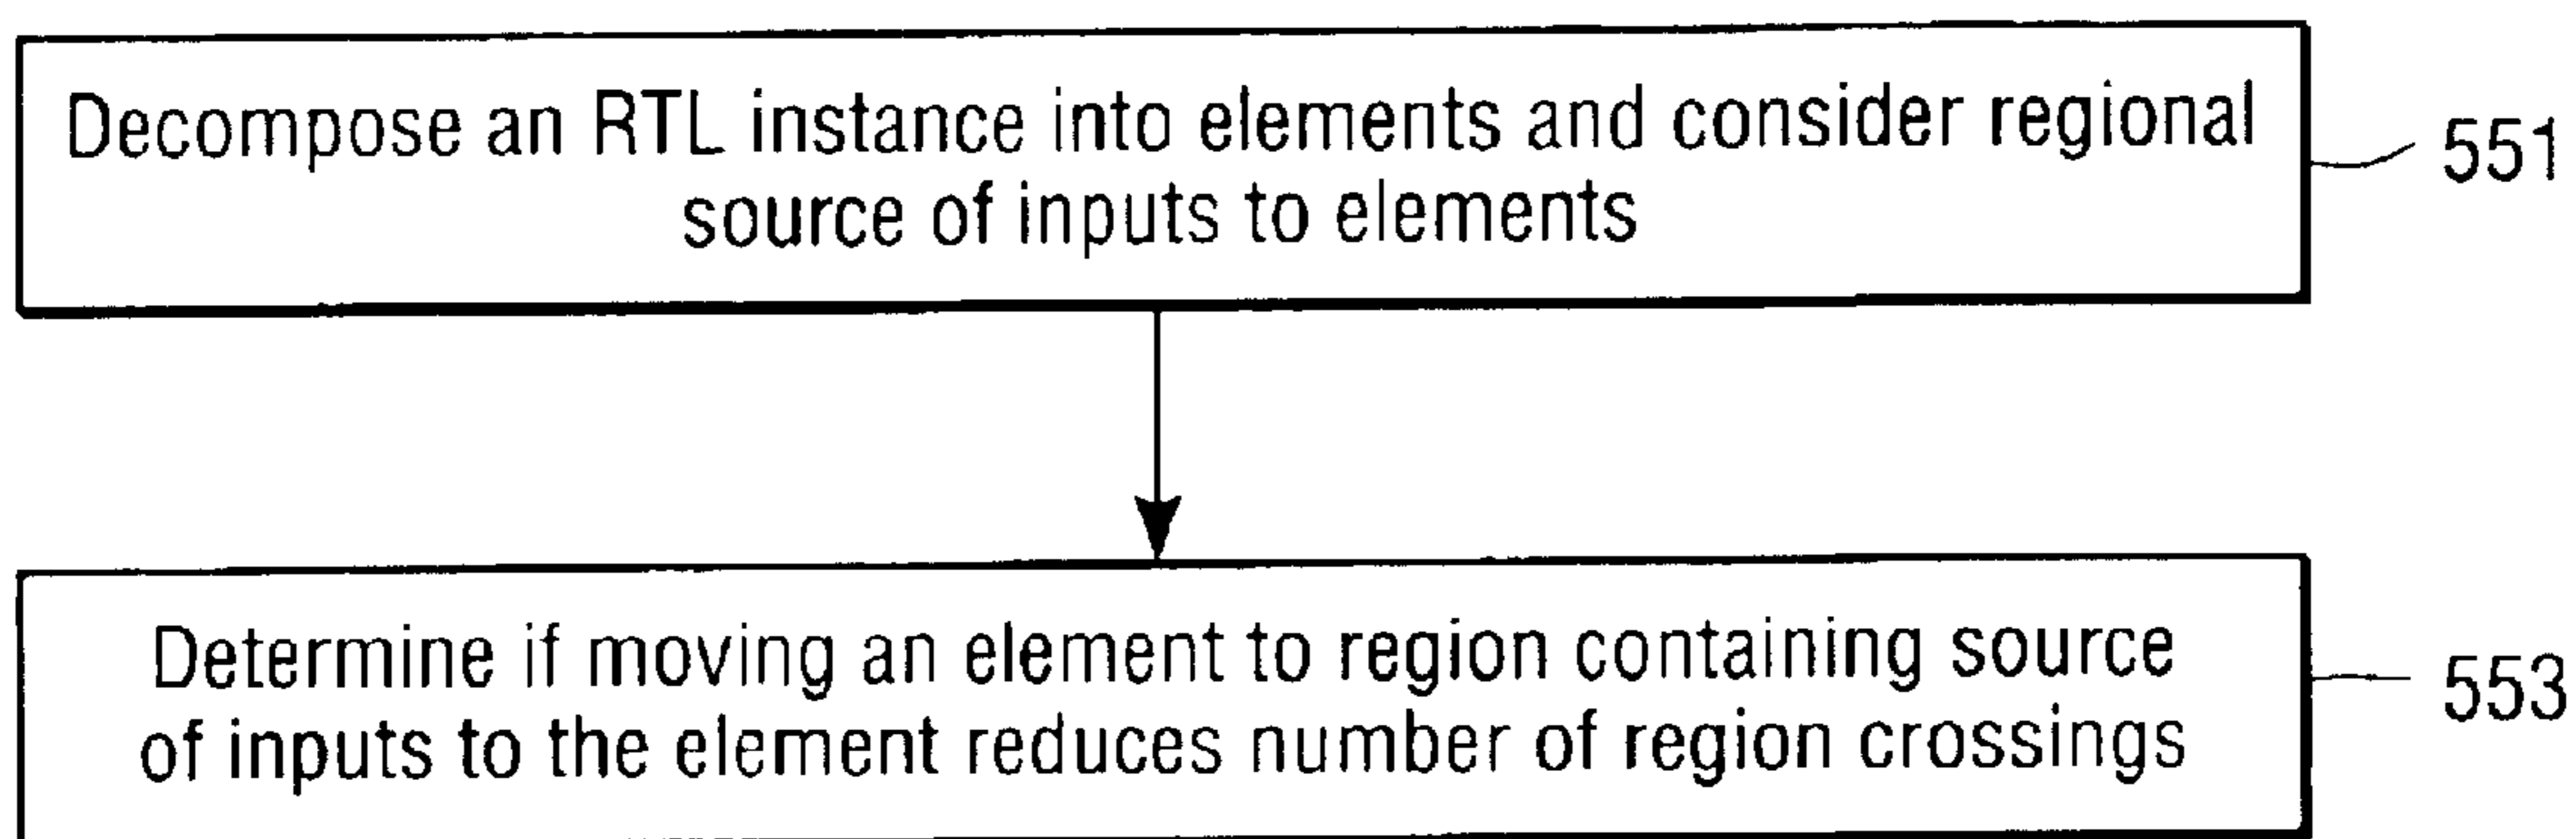 Decompose an RTL instance into elements and consider regional
source of inputs to elements
551
Determine if moving an element to region containing source
of inputs to the element reduces number of region crossings
553